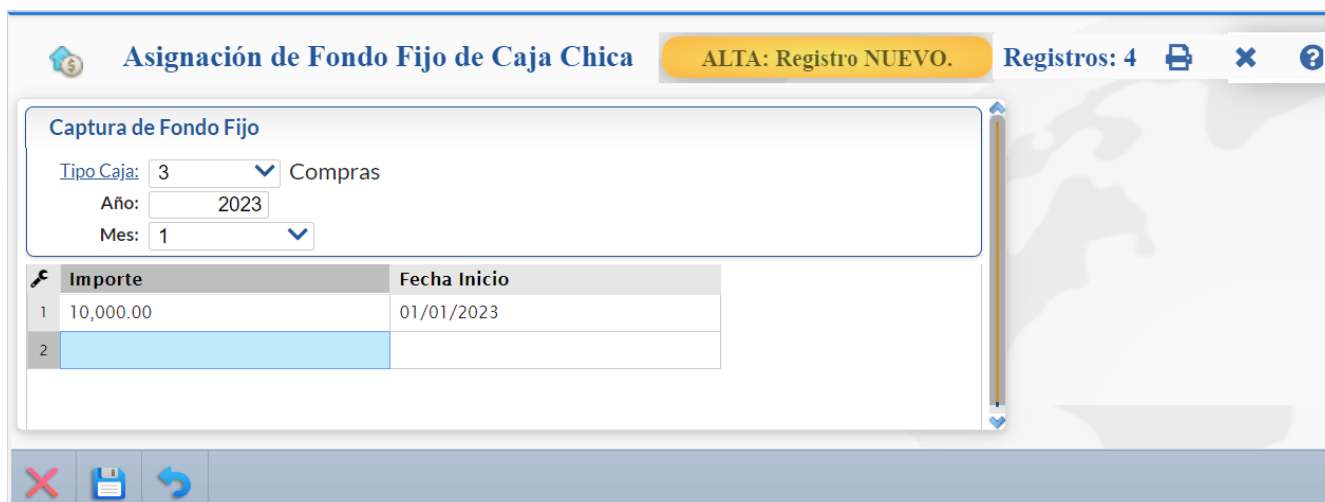 Asignación de Fondo Fijo de Caja Chica ALTA: Registro NUEVO. Registros: 4
Captura de Fondo Fijo
Tipo Caja: 3 Compras
Año: 2023
Mes: 1
Importe Fecha Inicio
1 10,000.00 01/01/2023
2